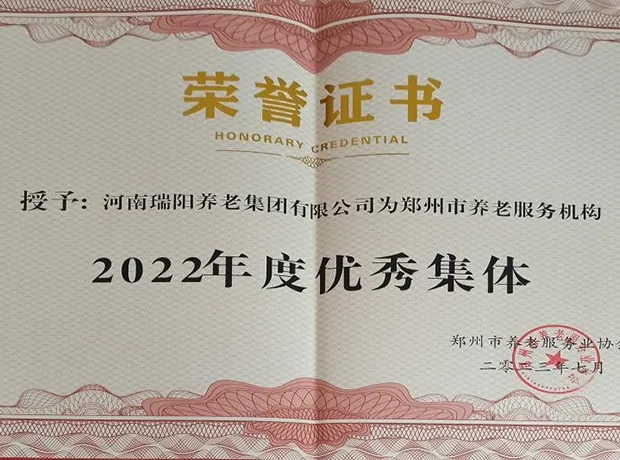 荣誉证书
HONORARY CREDENTIAL
授予：河南瑞阳养老集团有限公司为郑州市养老服务机构
2022年度优秀集体
郑州市养老服务业协会
二零二三年七月